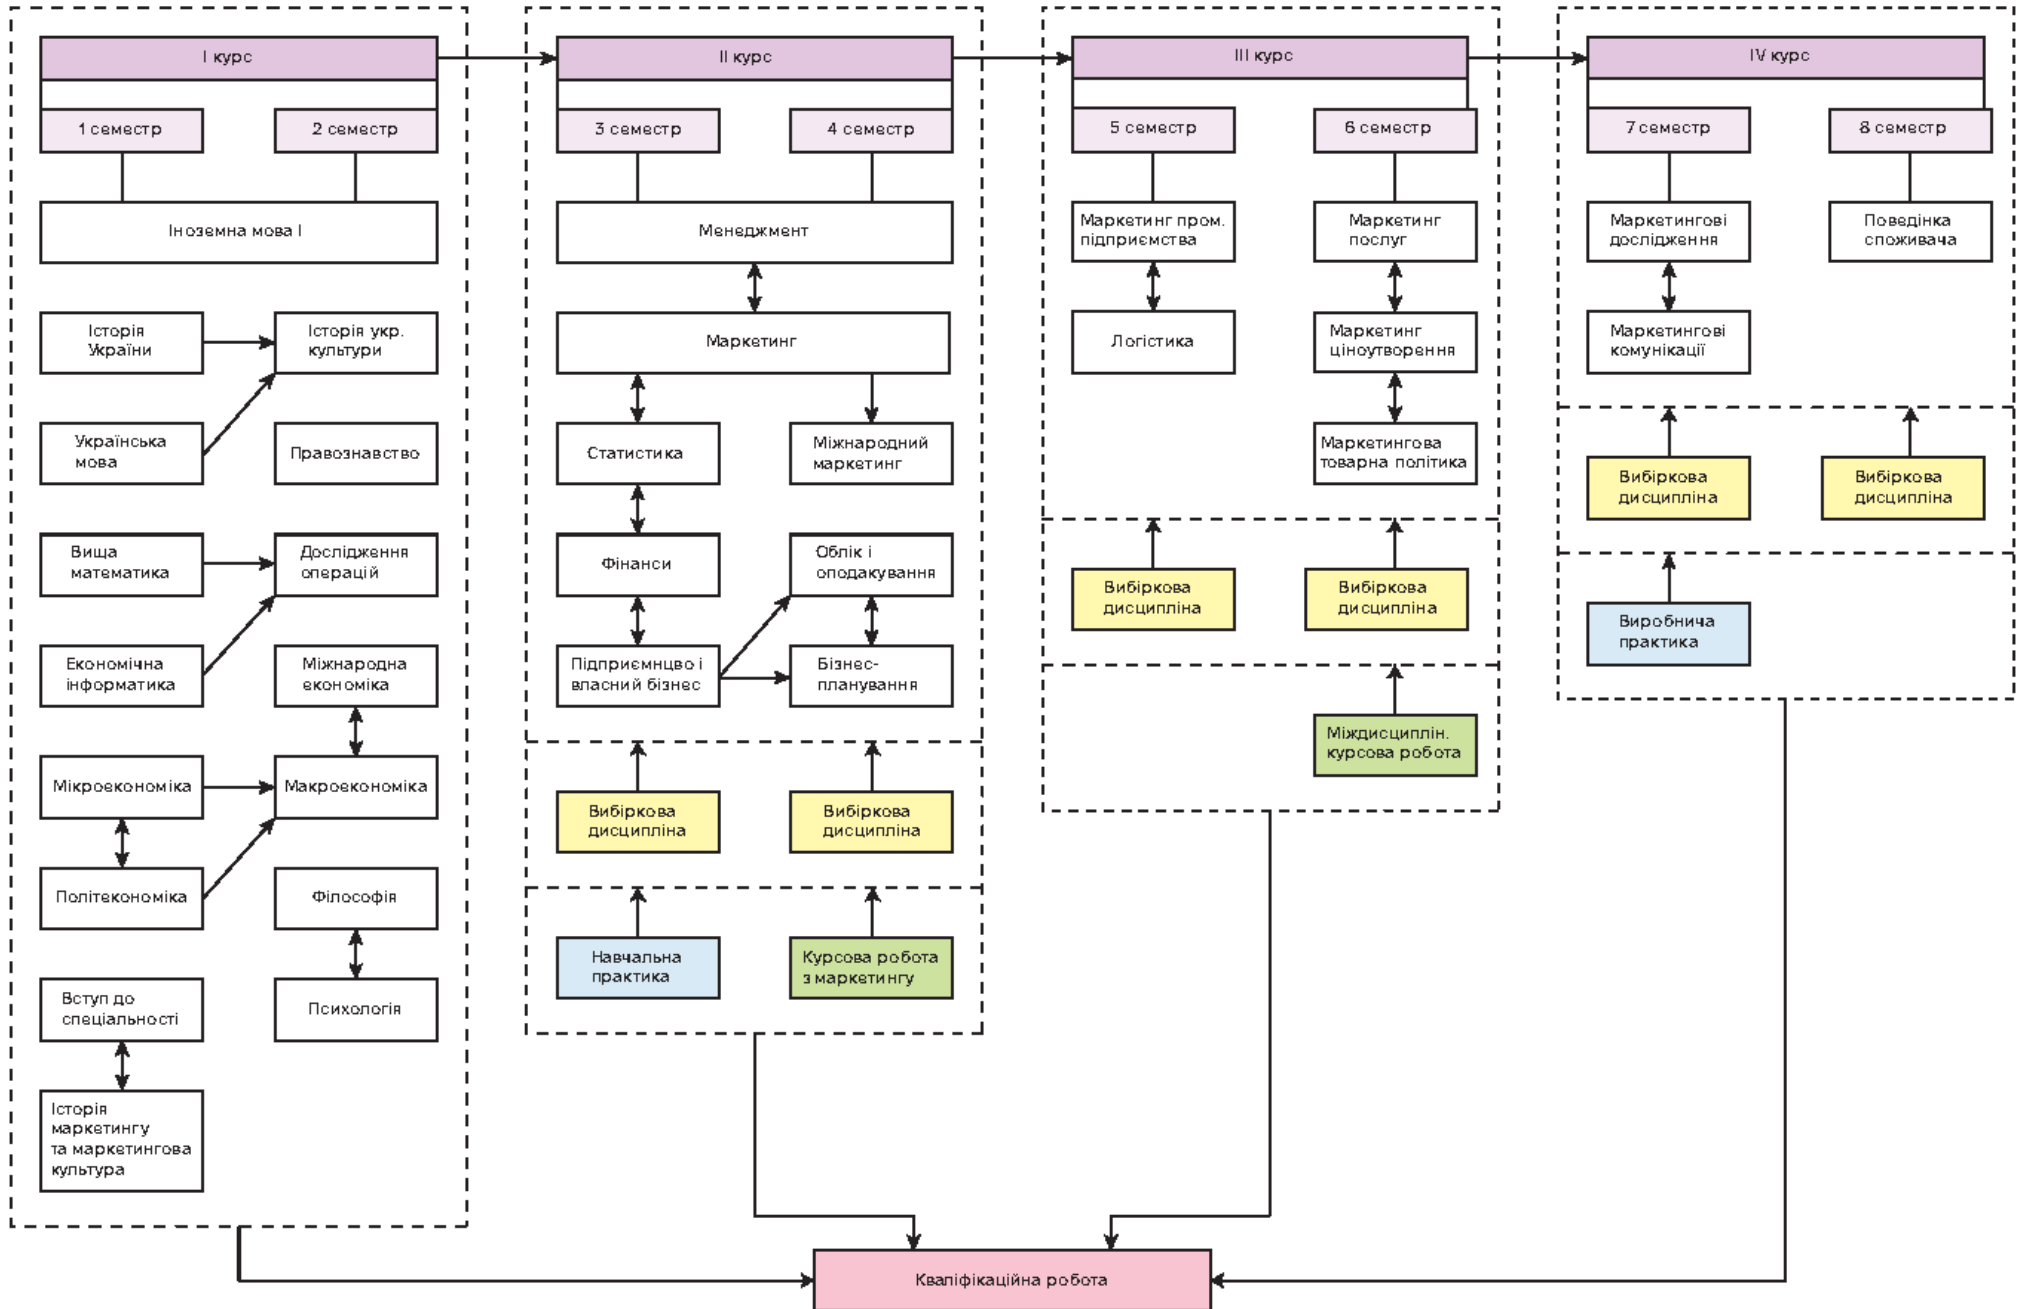 I курс
1 семестр
2 семестр
Іноземна мова I
Історія
України
Історія укр.
культури
Українська
мова
Правознавство
Вища
математика
Дослідження
операцій
Економічна
інформатика
Міжнародна
економіка
Мікроекономіка
Макроекономіка
Політекономіка
Філософія
Вступ до
спеціальності
Психологія
Історія
маркетингу
та маркетингова
культура
II курс
3 семестр
4 семестр
Менеджмент
Маркетинг
Статистика
Міжнародний
маркетинг
Фінанси
Облік і
оподакування
Підприємнцво і
власний бізнес
Бізнес-
планування
Вибіркова
дисципліна
Вибіркова
дисципліна
Навчальна
практика
Курсова робота
з маркетингу
III курс
5 семестр
6 семестр
Маркетинг пром.
підприємства
Маркетинг
послуг
Логістика
Маркетинг
ціноутворення
Маркетингова
товарна політика
Вибіркова
дисципліна
Вибіркова
дисципліна
Міждисциплін.
курсова робота
IV курс
7 семестр
8 семестр
Маркетингові
дослідження
Поведінка
споживача
Маркетингові
комунікації
Вибіркова
дисципліна
Вибіркова
дисципліна
Виробнича
практика
Кваліфікаційна робота